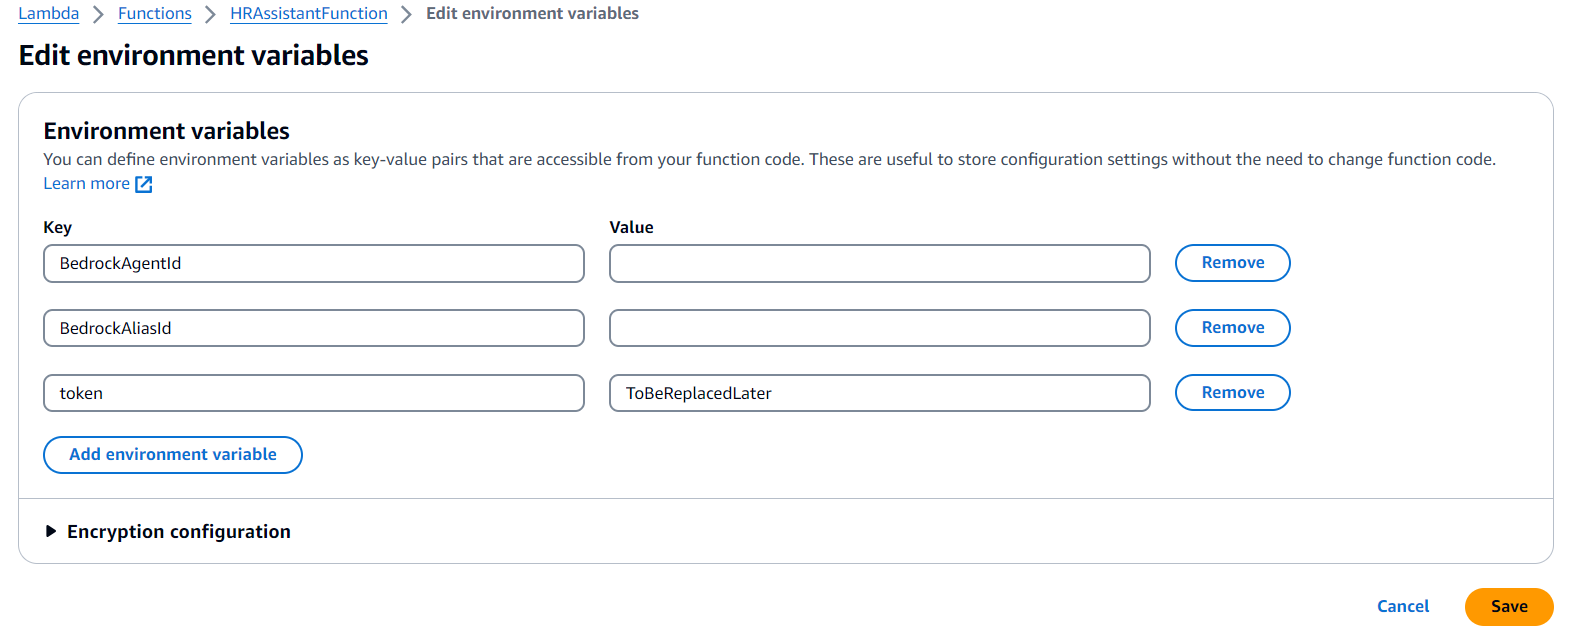 Lambda > Functions > HRAssistantFunction > Edit environment variables
Edit environment variables
Environment variables
You can define environment variables as key-value pairs that are accessible from your function code. These are useful to store configuration settings without the need to change function code.
Learn more
Key Value
BedrockAgentId Remove
BedrockAliasId Remove
token ToBeReplacedLater Remove
Add environment variable
Encryption configuration
Cancel Save